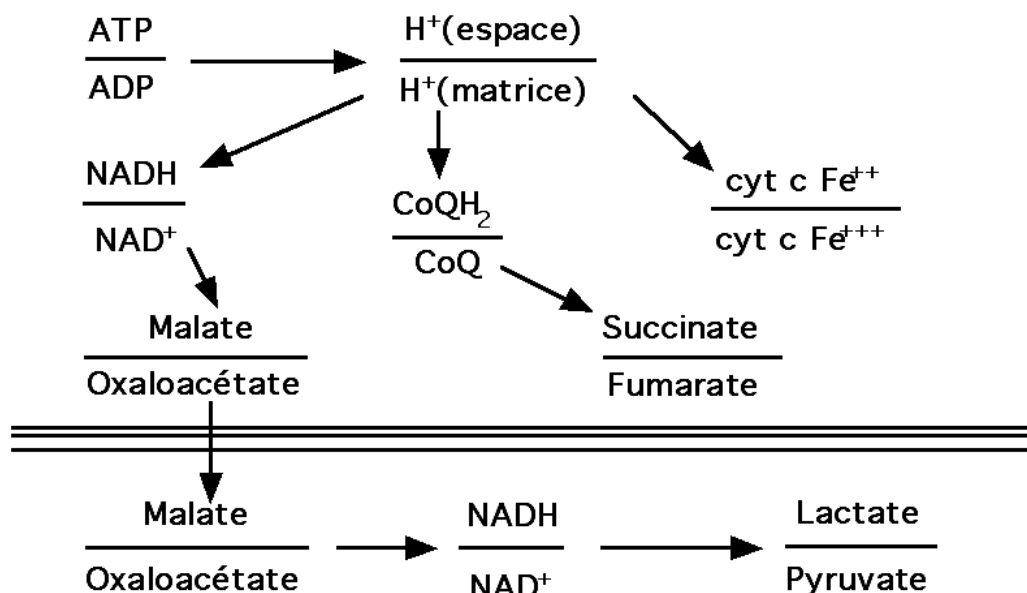 ATP
ADP
H⁺(espace)
H⁺(matrice)
NADH
NAD⁺
CoQH₂
CoQ
cyt c Fe⁺⁺
cyt c Fe⁺⁺⁺
Malate
Oxaloacétate
Succinate
Fumarate
Malate
Oxaloacétate
NADH
NAD⁺
Lactate
Pyruvate